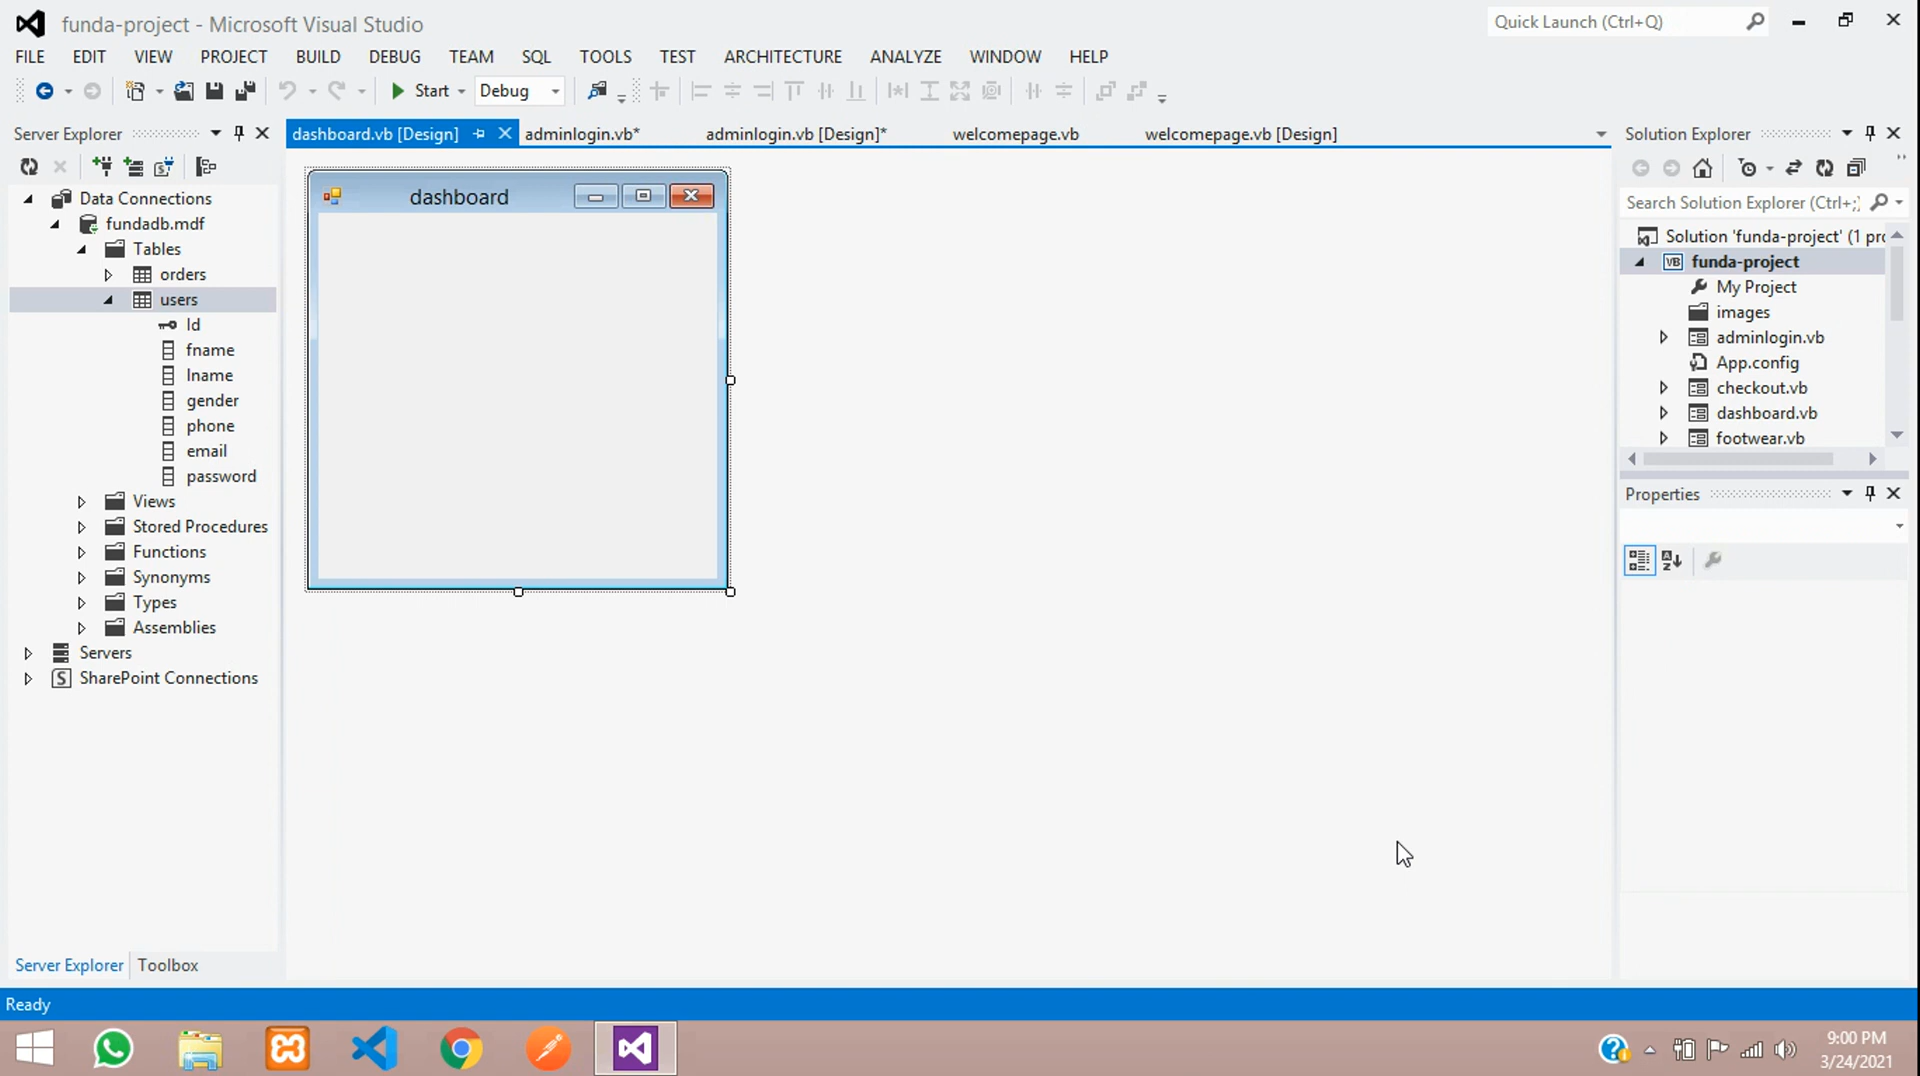 funda-project - Microsoft Visual Studio
Quick Launch (Ctrl+Q)
FILE EDIT VIEW PROJECT BUILD DEBUG TEAM SQL TOOLS TEST ARCHITECTURE ANALYZE WINDOW HELP
Start Debug
Server Explorer
dashboard.vb [Design] adminlogin.vb* adminlogin.vb [Design]* welcomepage.vb welcomepage.vb [Design]
Solution Explorer
Data Connections
fundadb.mdf
Tables
orders
users
Id
fname
lname
gender
phone
email
password
Views
Stored Procedures
Functions
Synonyms
Types
Assemblies
Servers
SharePoint Connections
Server Explorer Toolbox
dashboard
Search Solution Explorer (Ctrl+;)
Solution 'funda-project' (1 pro
VB funda-project
My Project
images
adminlogin.vb
App.config
checkout.vb
dashboard.vb
footwear.vb
Properties
Ready
9:00 PM
3/24/2021